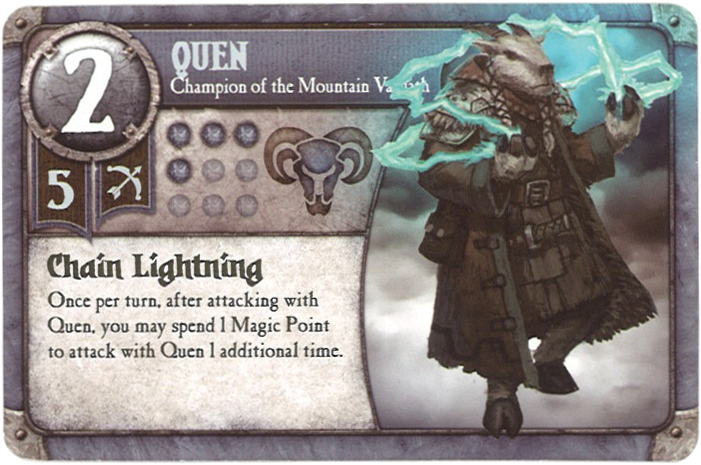 2
QUEN
Champion of the Mountain
5
Chain Lightning
Once per turn, after attacking with
Quen, you may spend 1 Magic Point
to attack with Quen 1 additional time.